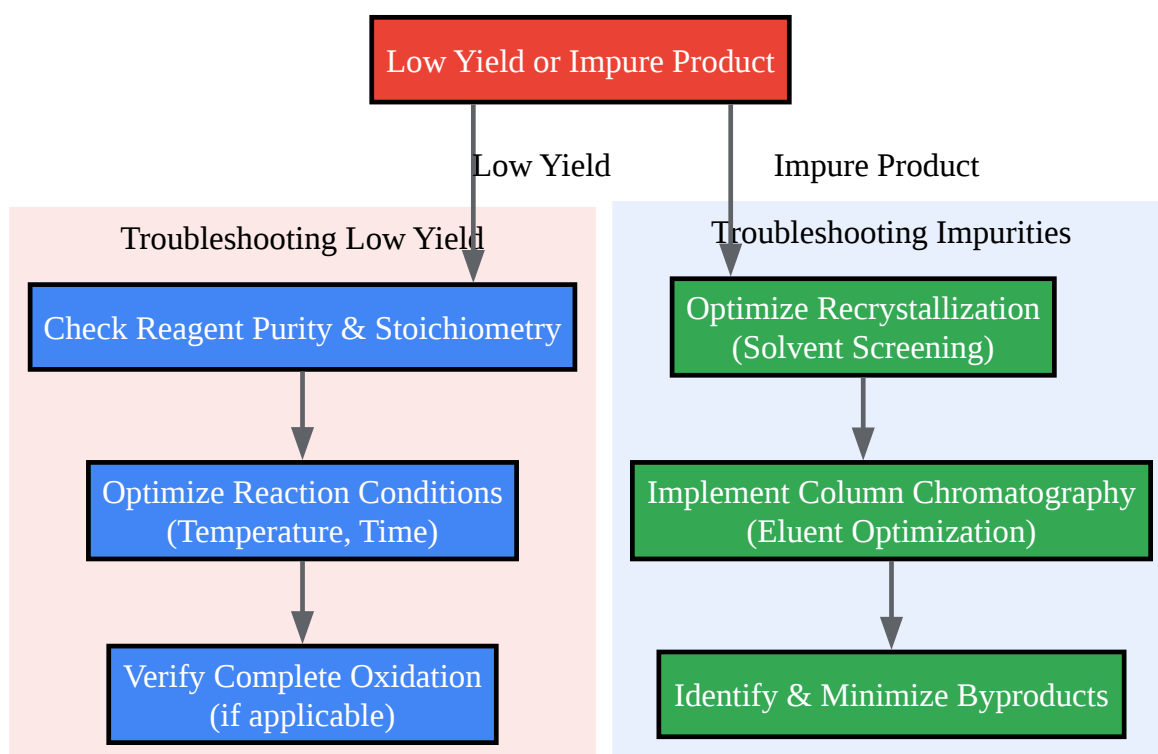 Low Yield or Impure Product
Low Yield
Impure Product
Troubleshooting Low Yield
Check Reagent Purity & Stoichiometry
Optimize Reaction Conditions
(Temperature, Time)
Verify Complete Oxidation
(if applicable)
Troubleshooting Impurities
Optimize Recrystallization
(Solvent Screening)
Implement Column Chromatography
(Eluent Optimization)
Identify & Minimize Byproducts